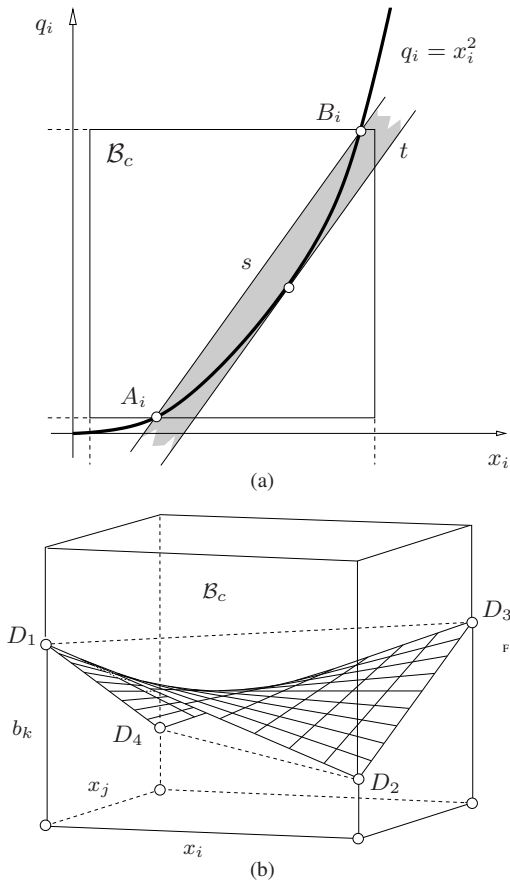 q_i
q_i = x_i^2
B_i
B_c
t
s
A_i
x_i
(a)
B_c
D_3
D_1
F
b_k
D_4
D_2
x_j
x_i
(b)